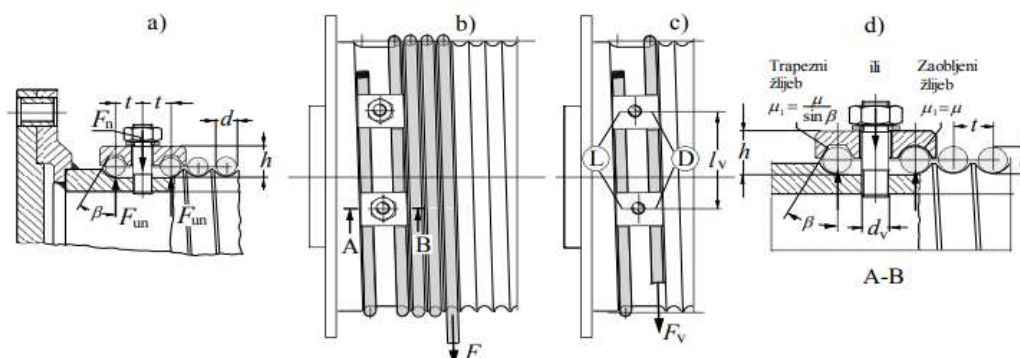 a)
b)
c)
d)
t t
d
F_n
h
β
F_un
F_un
A
B
F
L
D
l_v
F_v
Trapezni
žlijeb
μ₁ = μ / sin β
ili
Zaobljeni
žlijeb
μ₁ = μ
t
h
β
d_v
A-B